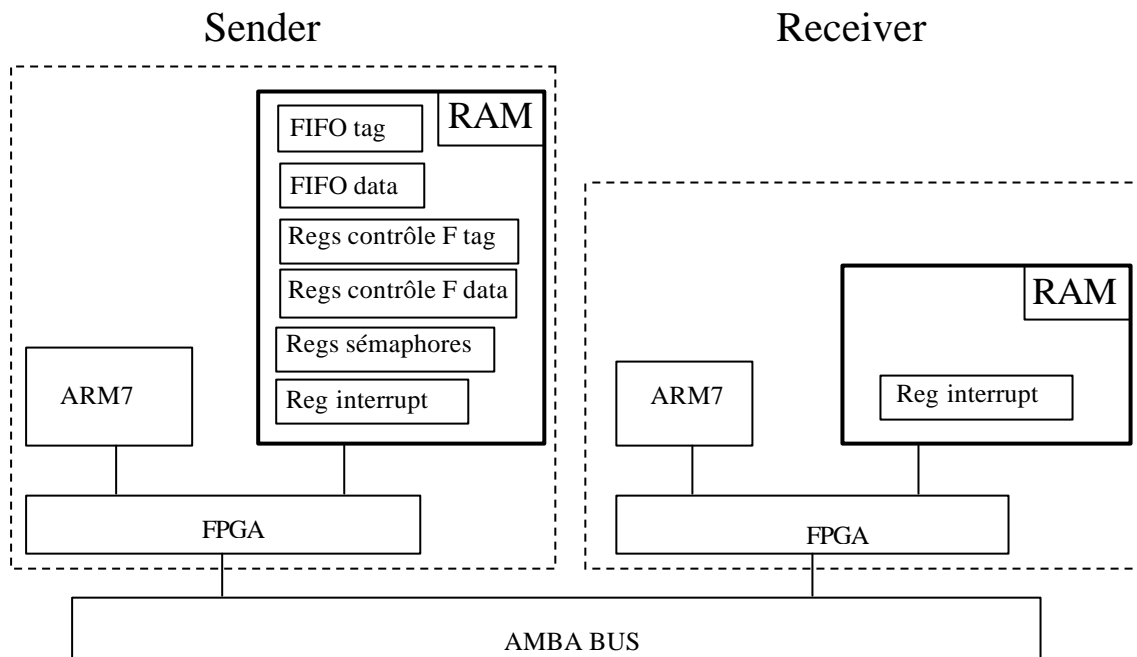 Sender
RAM
FIFO tag
FIFO data
Regs contrôle F tag
Regs contrôle F data
Regs sémaphores
Reg interrupt
ARM7
FPGA
Receiver
RAM
Reg interrupt
ARM7
FPGA
AMBA BUS